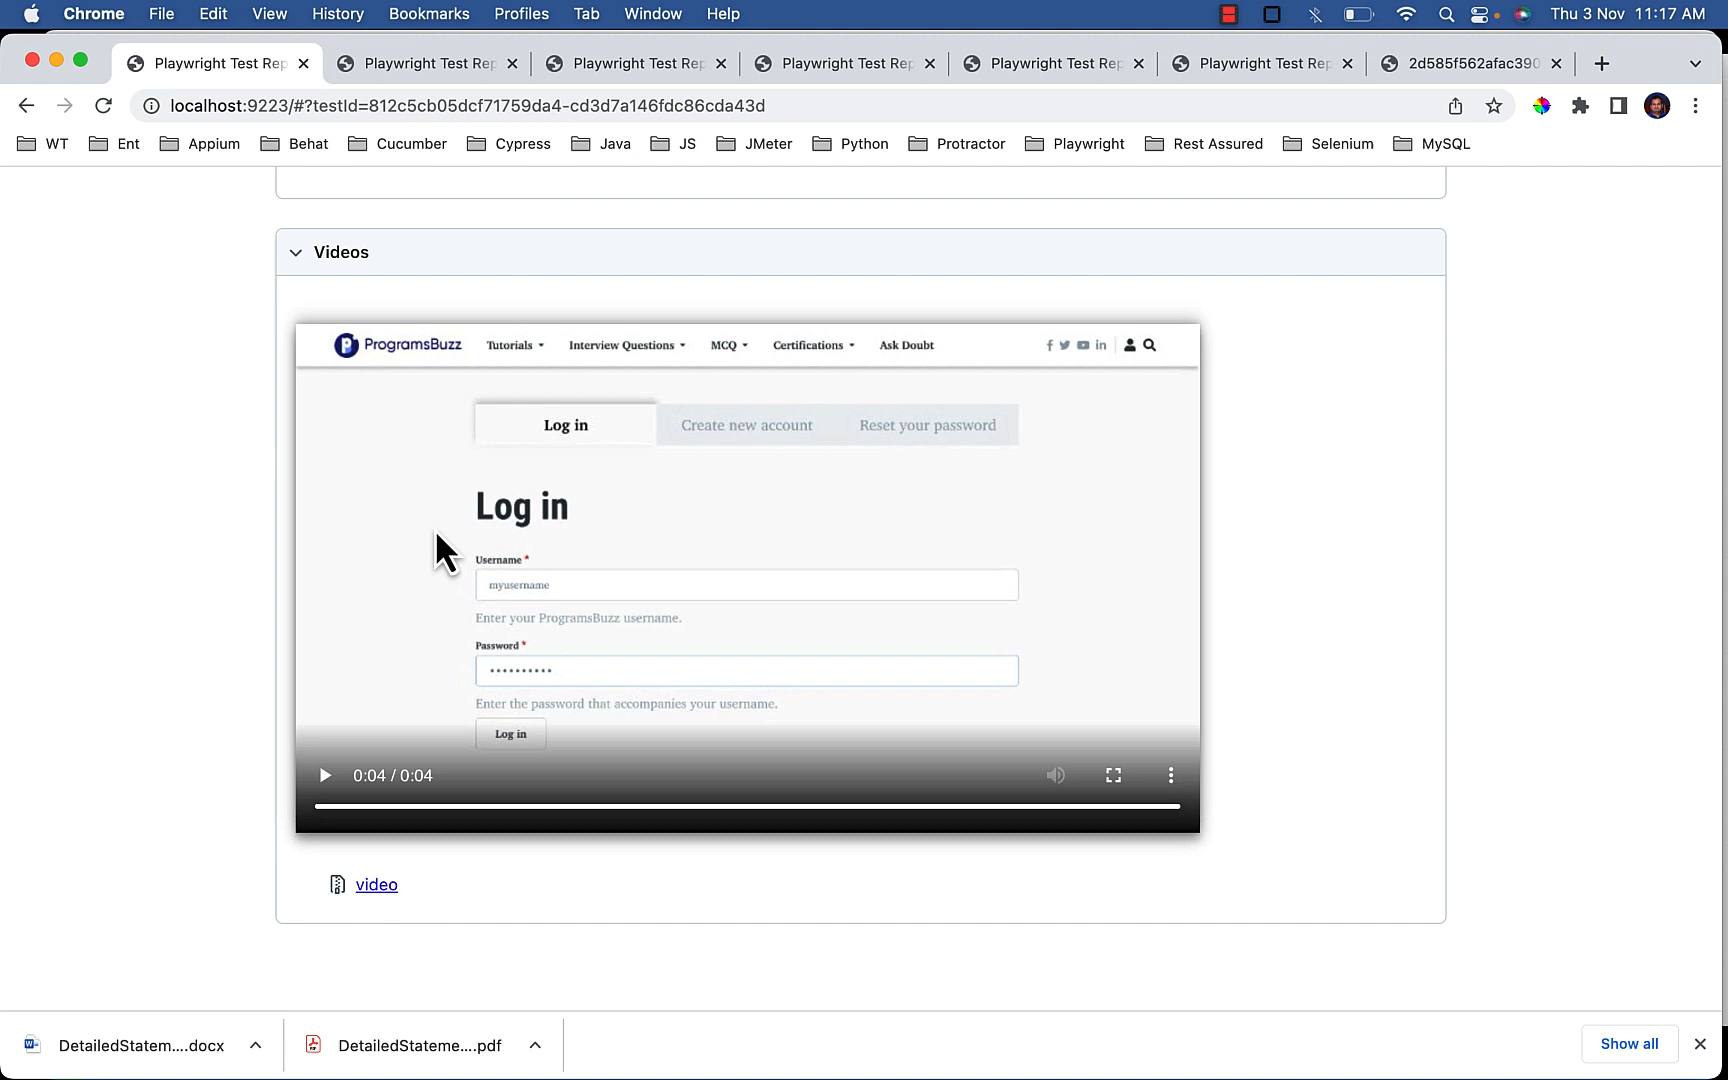 Chrome File Edit View History Bookmarks Profiles Tab Window Help Thu 3 Nov 11:17 AM
Playwright Test Rep Playwright Test Rep Playwright Test Rep Playwright Test Rep Playwright Test Rep Playwright Test Rep 2d585f562afac390
localhost:9223/#?testId=812c5cb05dcf71759da4-cd3d7a146fdc86cda43d
WT Ent Appium Behat Cucumber Cypress Java JS JMeter Python Protractor Playwright Rest Assured Selenium MySQL
Videos
ProgramsBuzz Tutorials Interview Questions MCQ Certifications Ask Doubt
Log in Create new account Reset your password
Log in
Username *
myusername
Enter your ProgramsBuzz username.
Password *
••••••••••
Enter the password that accompanies your username.
Log in
0:04 / 0:04
video
DetailedStatem....docx DetailedStateme....pdf Show all